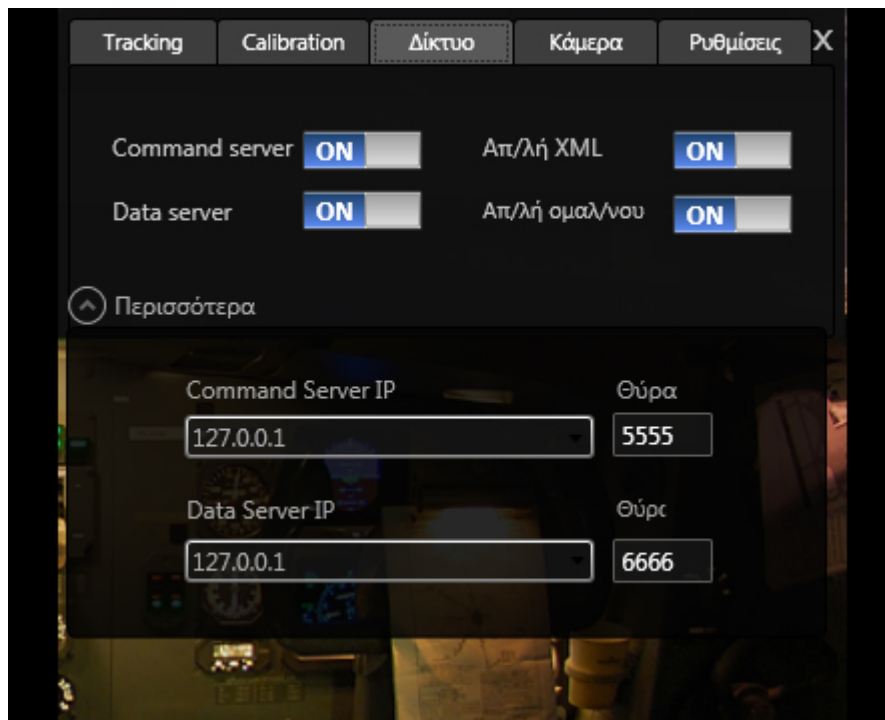 Tracking Calibration Δίκτυο Κάμερα Ρυθμίσεις X
Command server ON Απ/λή XML ON
Data server ON Απ/λή ομαλ/νου ON
Περισσότερα
Command Server IP Θύρα
127.0.0.1 5555
Data Server IP Θύρα
127.0.0.1 6666